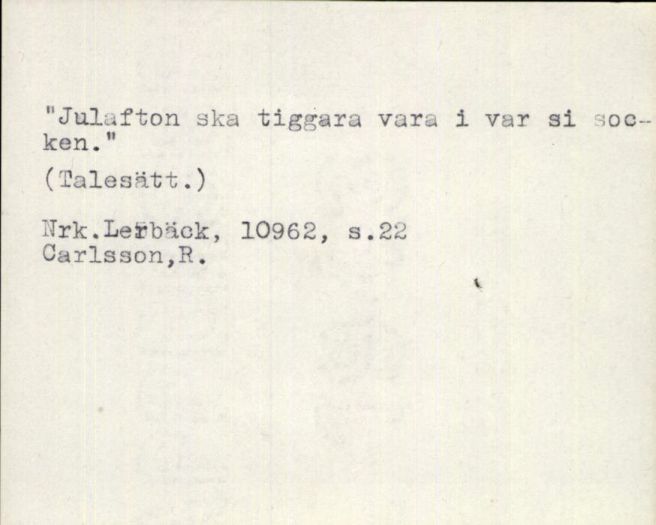 "Julafton ska tiggara vara i var si soc-
ken."
(Talesätt.)
Nrk.Lerbäck, 10962, s.22
Carlsson,R.